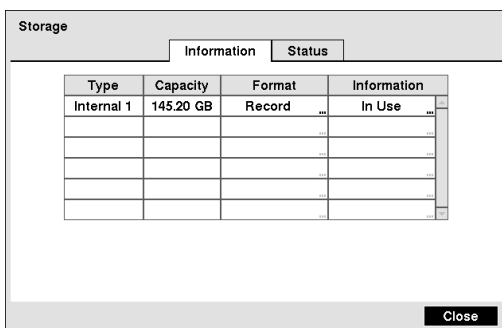 Storage
Information Status
Type Capacity Format Information
Internal 1 145.20 GB Record ... In Use ...
... ...
... ...
... ...
... ...
... ...
Close